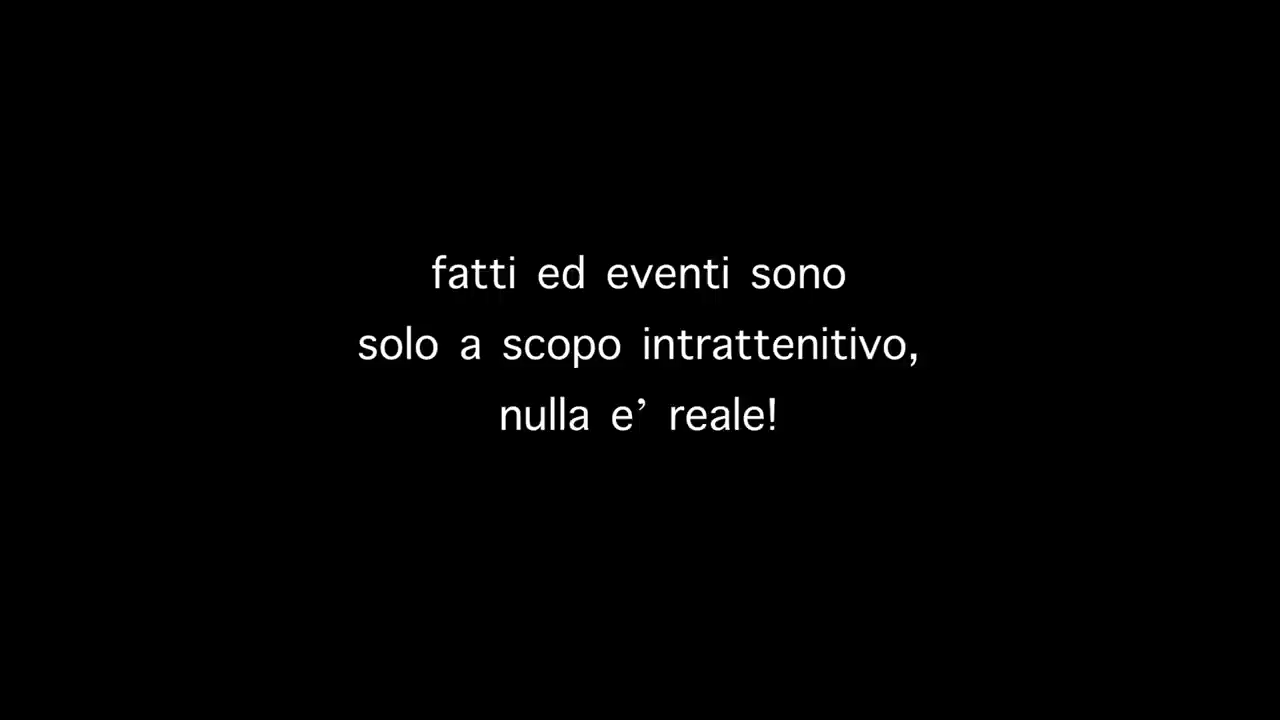 fatti ed eventi sono
solo a scopo intrattenitivo,
nulla e’ reale!